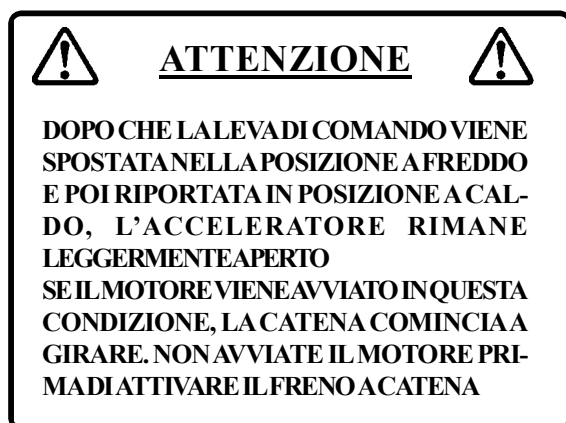 ATTENZIONE
DOPO CHE LA LEVA DI COMANDO VIENE
SPOSTATA NELLA POSIZIONE A FREDDO
E POI RIPORTATA IN POSIZIONE A CAL-
DO, L’ACCELERATORE RIMANE
LEGGERMENTE APERTO
SE IL MOTORE VIENE AVVIATO IN QUESTA
CONDIZIONE, LA CATENA COMINCIA A
GIRARE. NON AVVIATE IL MOTORE PRI-
MA DI ATTIVARE IL FRENO A CATENA